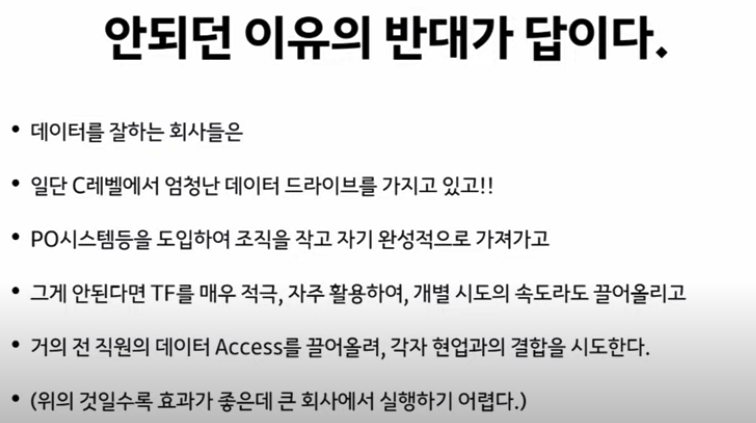 안되던 이유의 반대가 답이다.
• 데이터를 잘하는 회사들은
• 일단 C레벨에서 엄청난 데이터 드라이브를 가지고 있고!!
• PO시스템등을 도입하여 조직을 작고 자기 완성적으로 가져가고
• 그게 안된다면 TF를 매우 적극, 자주 활용하여, 개별 시도의 속도라도 끌어올리고
• 거의 전 직원의 데이터 Access를 끌어올려, 각자 현업과의 결합을 시도한다.
• (위의 것일수록 효과가 좋은데 큰 회사에서 실행하기 어렵다.)